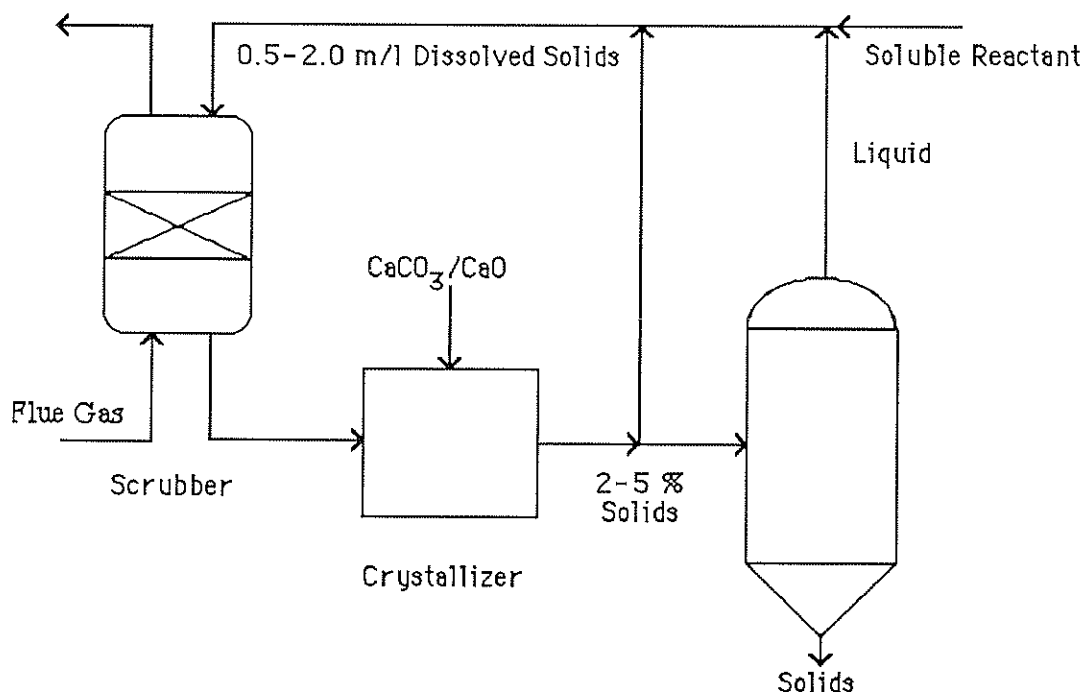 0.5-2.0 m/l Dissolved Solids
Soluble Reactant
Liquid
CaCO₃/CaO
Flue Gas
Scrubber
2-5 %
Solids
Crystallizer
Solids